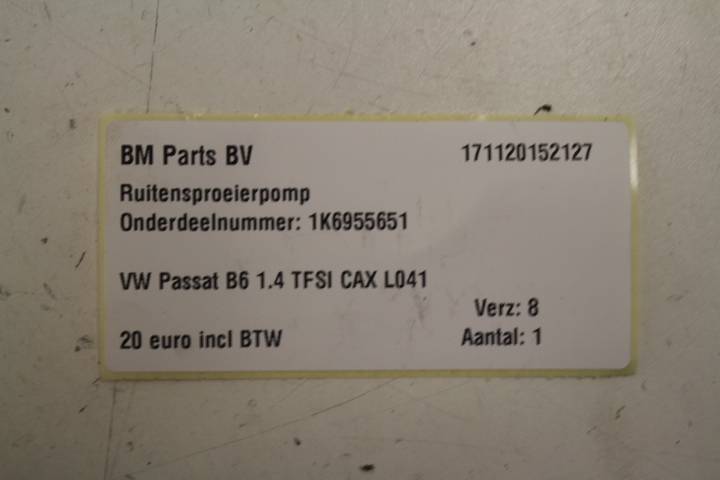 BM Parts BV 171120152127
Ruitensproeierpomp
Onderdeelnummer: 1K6955651
VW Passat B6 1.4 TFSI CAX L041
Verz: 8
20 euro incl BTW Aantal: 1